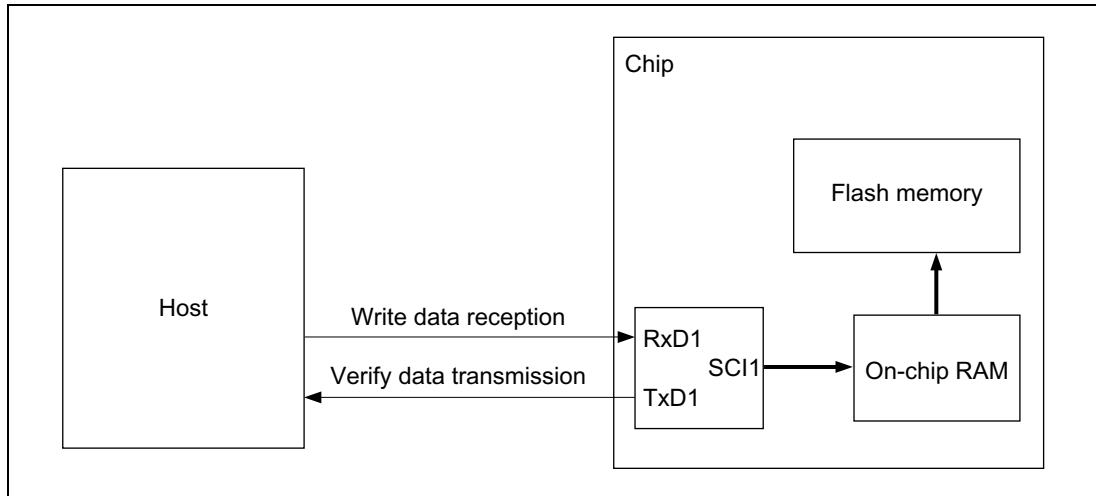 Chip
Flash memory
Host
Write data reception
RxD1
SCI1
On-chip RAM
Verify data transmission
TxD1